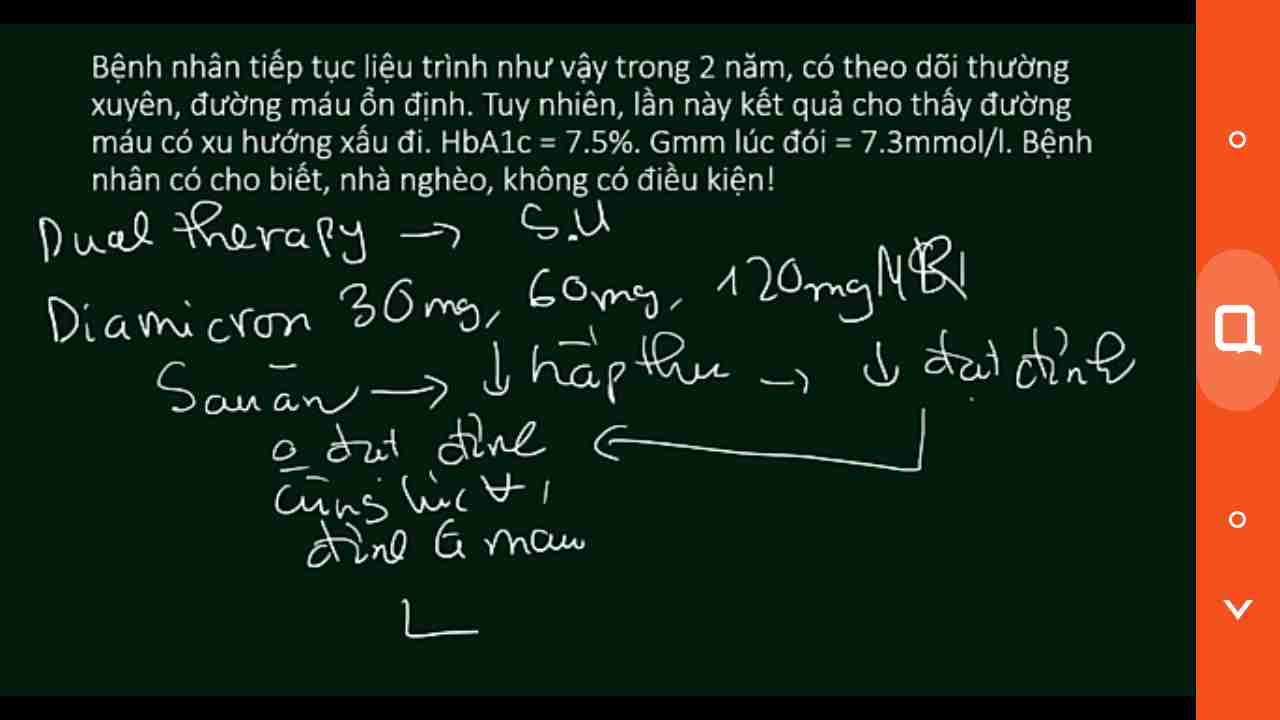 Bệnh nhân tiếp tục liệu trình như vậy trong 2 năm, có theo dõi thường
xuyên, đường máu ổn định. Tuy nhiên, lần này kết quả cho thấy đường
máu có xu hướng xấu đi. HbA1c = 7.5%. Gmm lúc đói = 7.3mmol/l. Bệnh
nhân có cho biết, nhà nghèo, không có điều kiện!
Dual therapy → S.U
Diamicron 30mg, 60mg, 120mg MR
Sau ăn → ↓ hấp thu → ↓ đạt đỉnh
đạt đỉnh
cùng lúc
đỉnh G máu